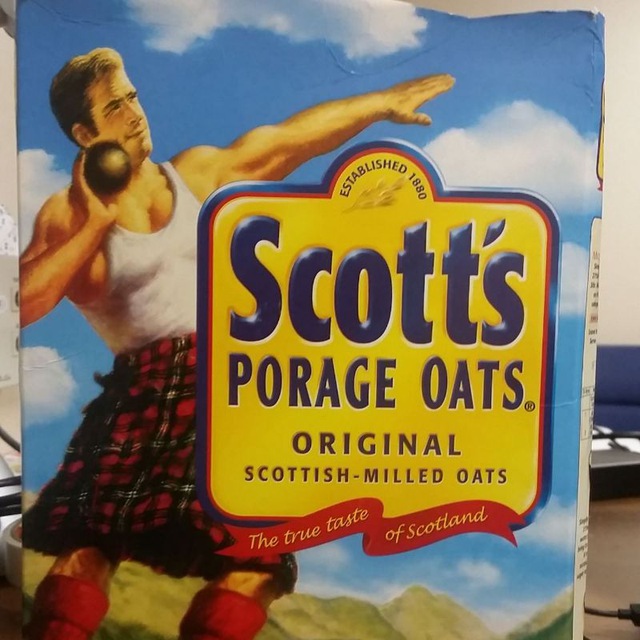 ESTABLISHED 1880
Scott's
PORAGE OATS®
ORIGINAL
SCOTTISH-MILLED OATS
The true taste of Scotland